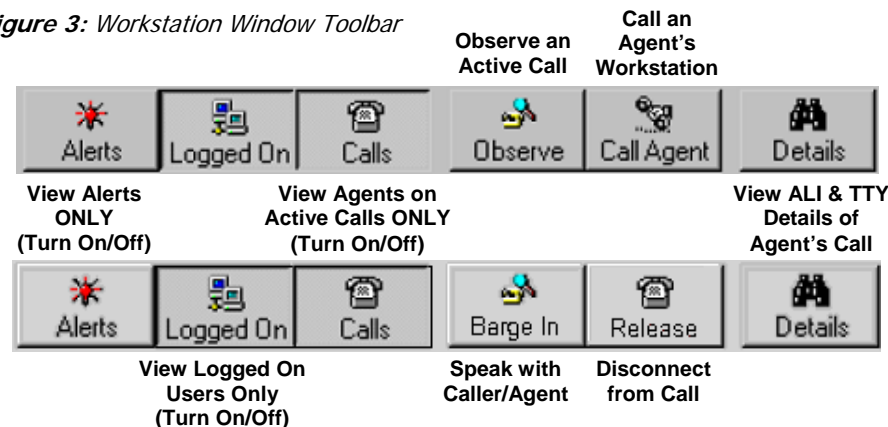 igure 3: Workstation Window Toolbar
Observe an
Active Call
Call an
Agent's
Workstation
Alerts
Logged On
Calls
Observe
Call Agent
Details
View Alerts
ONLY
(Turn On/Off)
View Agents on
Active Calls ONLY
(Turn On/Off)
View ALI & TTY
Details of
Agent's Call
Alerts
Logged On
Calls
Barge In
Release
Details
View Logged On
Users Only
(Turn On/Off)
Speak with
Caller/Agent
Disconnect
from Call